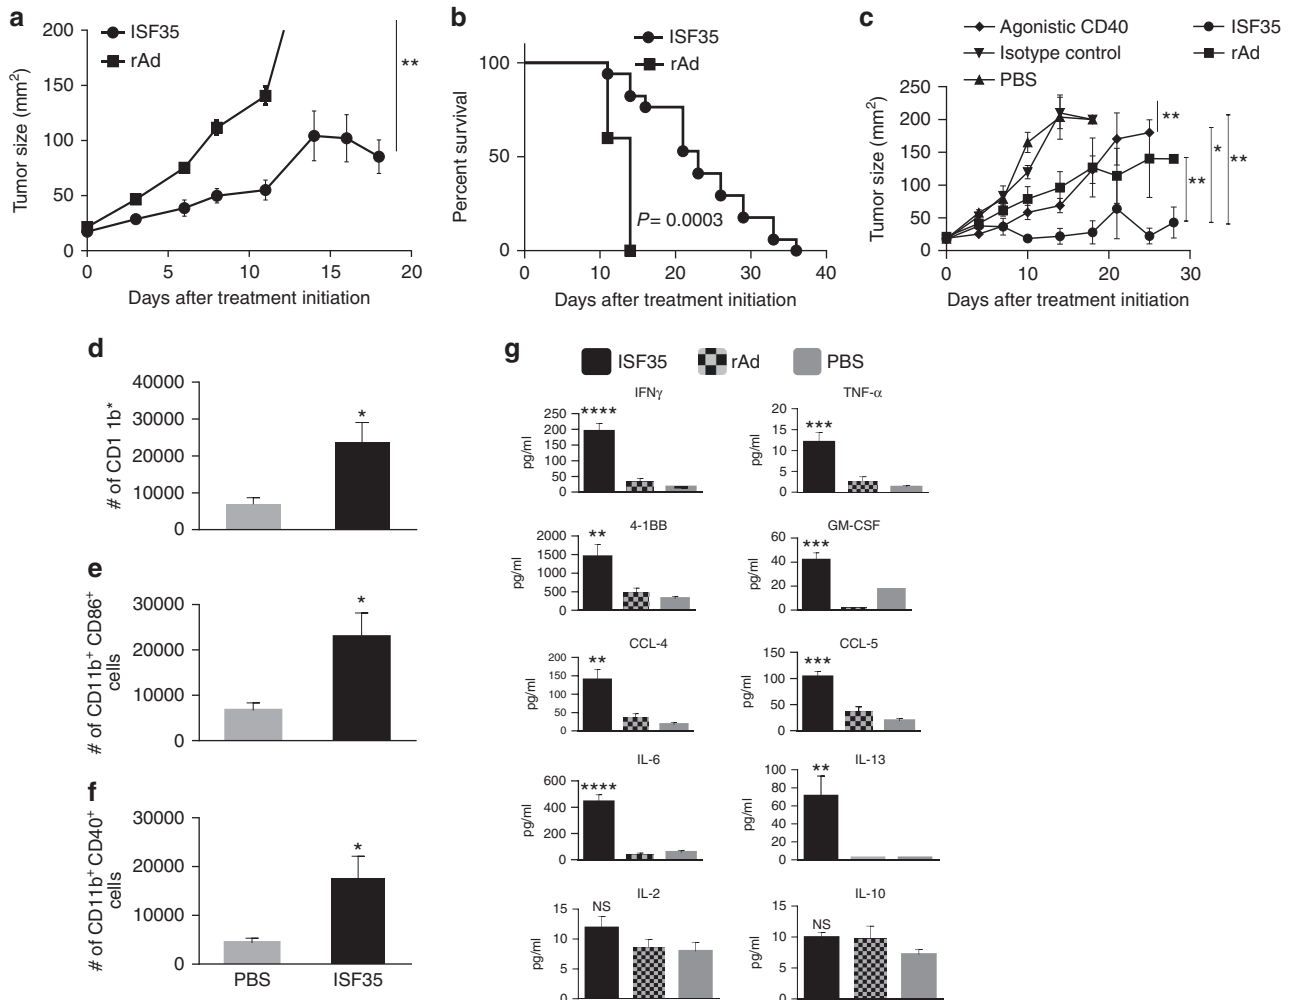 a
ISF35
rAd
Tumor size (mm2)
200
150
100
50
0
0 5 10 15 20
Days after treatment initiation
**
b
ISF35
rAd
Percent survival
100
50
0
P= 0.0003
0 10 20 30 40
Days after treatment initiation
c
Agonistic CD40
Isotype control
PBS
ISF35
rAd
Tumor size (mm2)
250
200
150
100
50
0
0 10 20 30
Days after treatment initiation
**
**
*
**
d
# of CD1 1b*
40000
30000
20000
10000
0
*
e
# of CD11b+ CD86+
cells
30000
20000
10000
0
*
f
# of CD11b+ CD40+
cells
30000
20000
10000
0
*
PBS ISF35
g
ISF35 rAd PBS
IFNγ
pg/ml
250
200
150
100
50
0
****
TNF-α
pg/ml
20
15
10
5
0
***
4-1BB
pg/ml
2000
1500
1000
500
0
**
GM-CSF
pg/ml
60
40
20
0
***
CCL-4
pg/ml
200
150
100
50
0
**
CCL-5
pg/ml
150
100
50
0
***
IL-6
pg/ml
600
400
200
0
****
IL-13
pg/ml
100
80
60
40
20
0
**
IL-2
pg/ml
15
10
5
0
NS
IL-10
pg/ml
15
10
5
0
NS